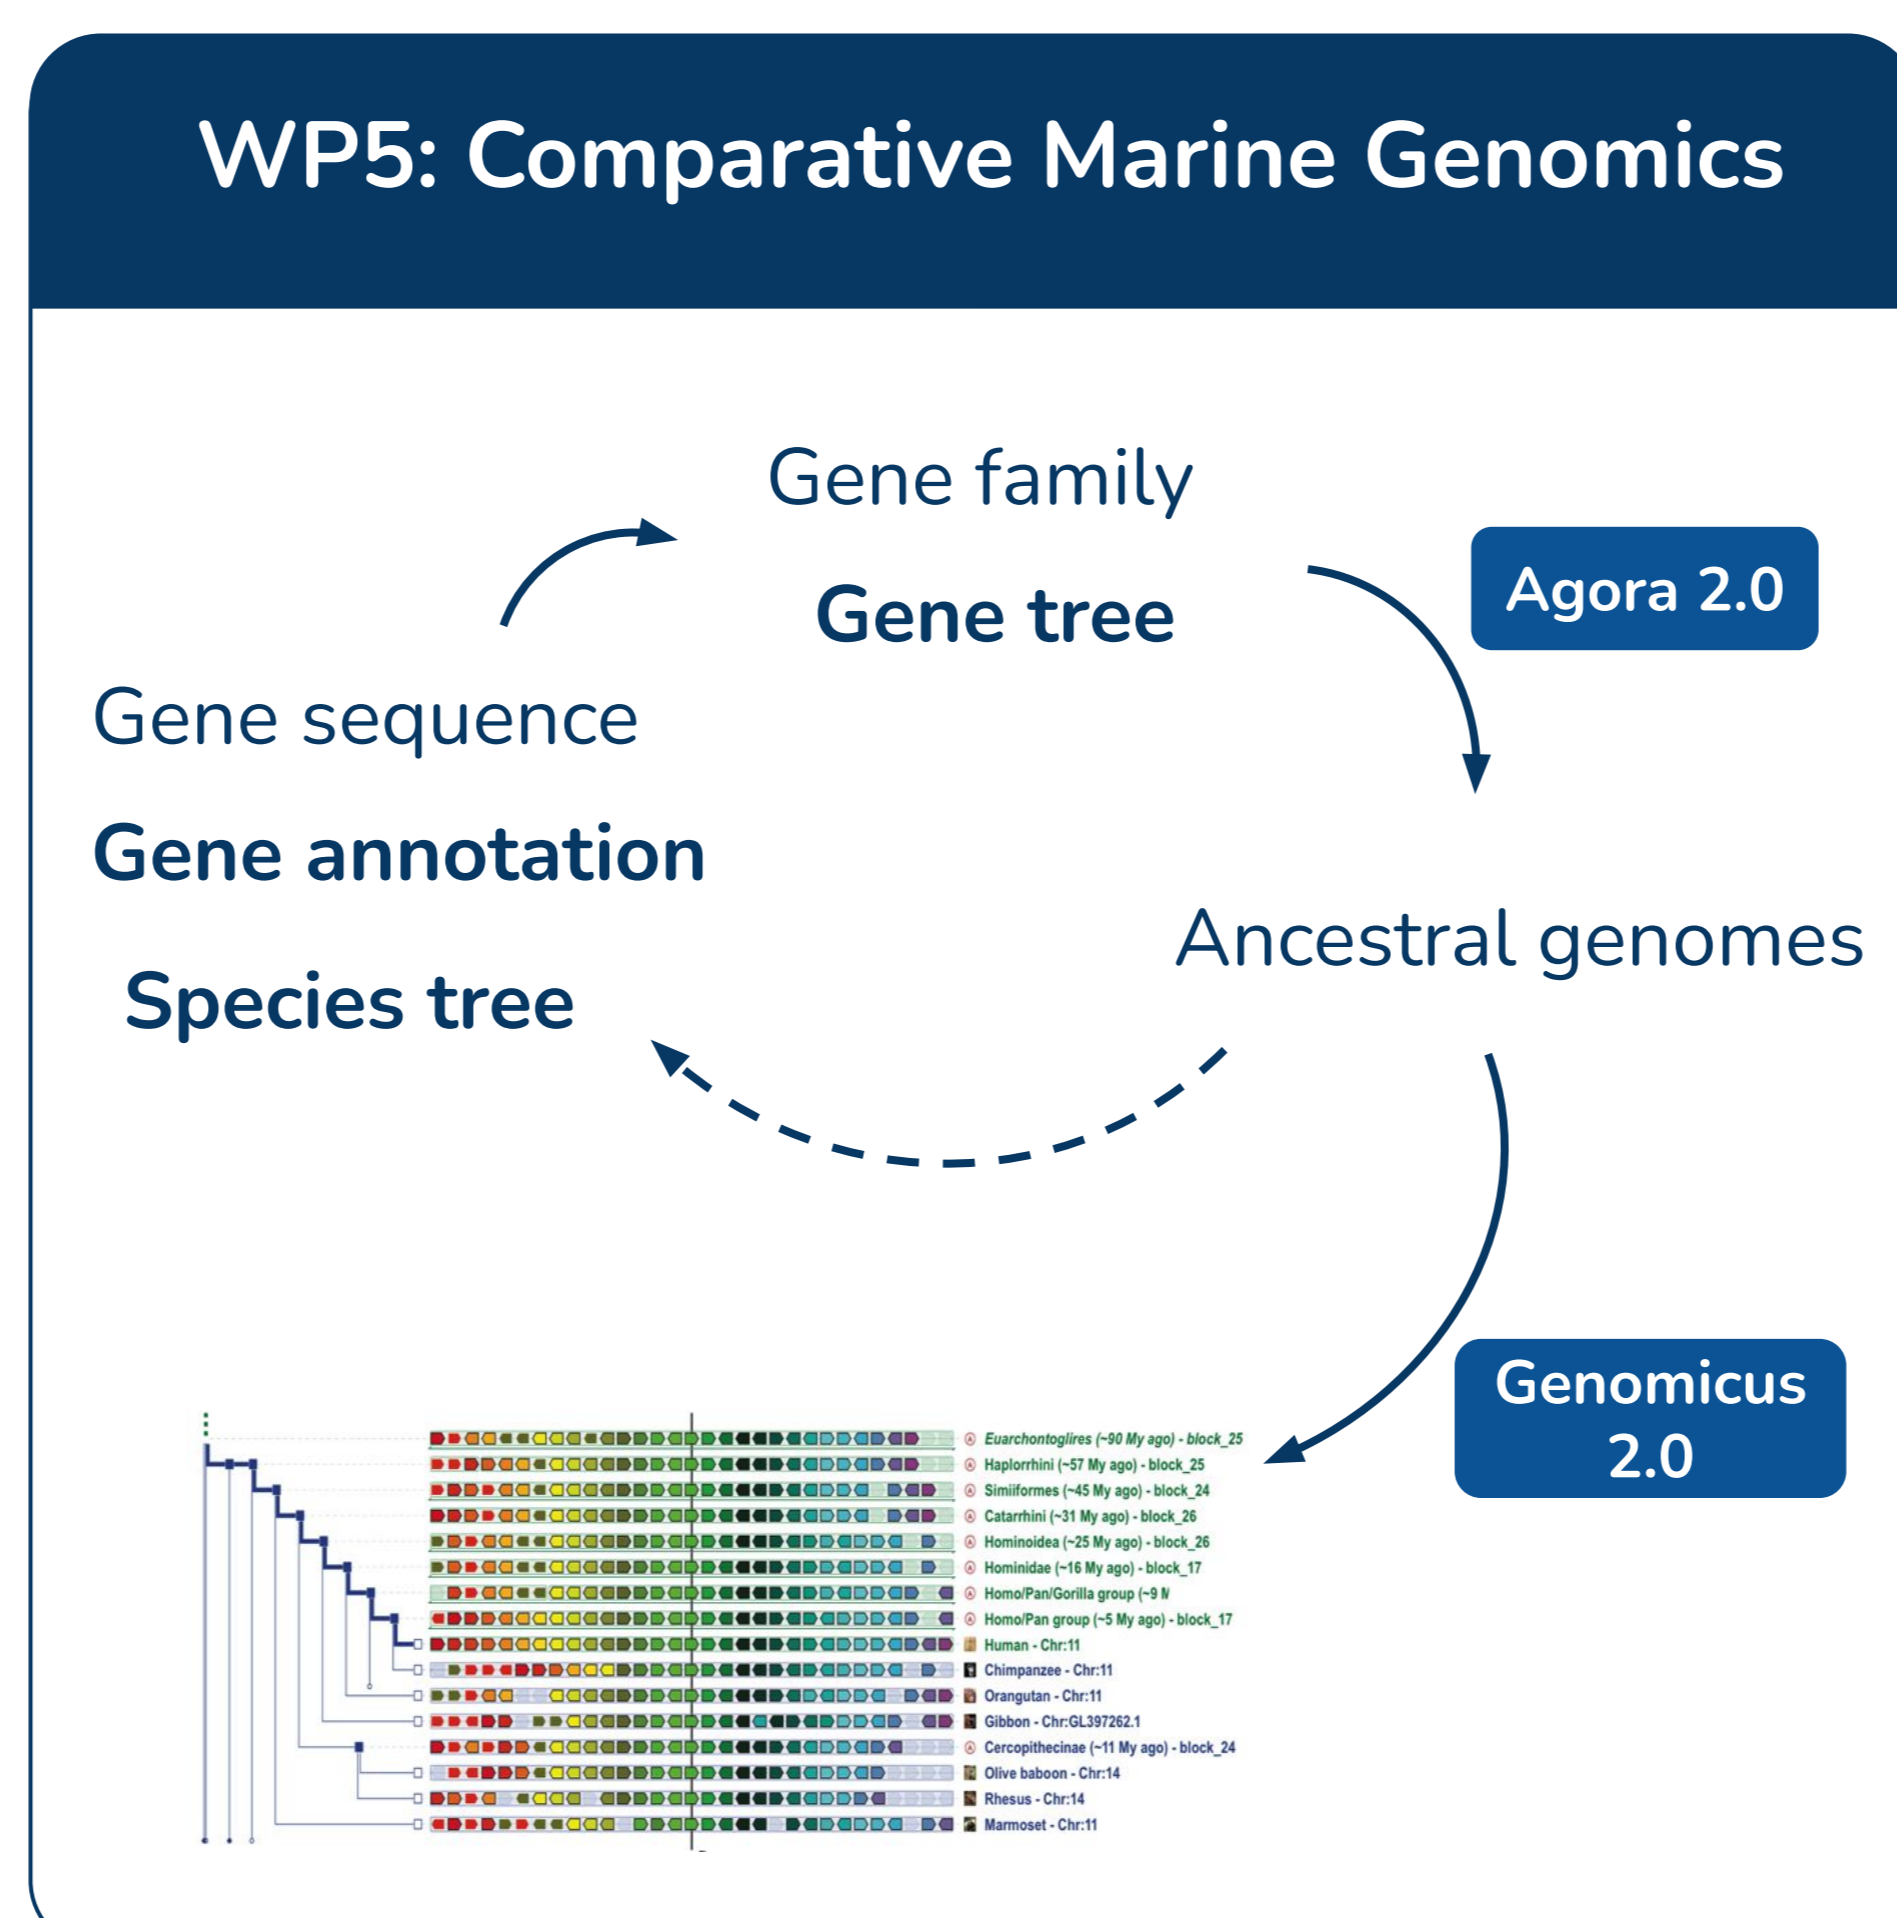 WP5: Comparative Marine Genomics
Gene family
Gene tree
Agora 2.0
Gene sequence
Gene annotation
Species tree
Ancestral genomes
Genomicus
2.0
Euarchontoglires (~90 My ago) - block_25
Haplorrhini (~57 My ago) - block_25
Simiiformes (~45 My ago) - block_24
Catarrhini (~31 My ago) - block_26
Hominoidea (~25 My ago) - block_26
Hominidae (~16 My ago) - block_17
Homo/Pan/Gorilla group (~9 M
Homo/Pan group (~5 My ago) - block_17
Human - Chr:11
Chimpanzee - Chr:11
Orangutan - Chr:11
Gibbon - Chr:GL397262.1
Cercopithecinae (~11 My ago) - block_24
Olive baboon - Chr:14
Rhesus - Chr:14
Marmoset - Chr:11